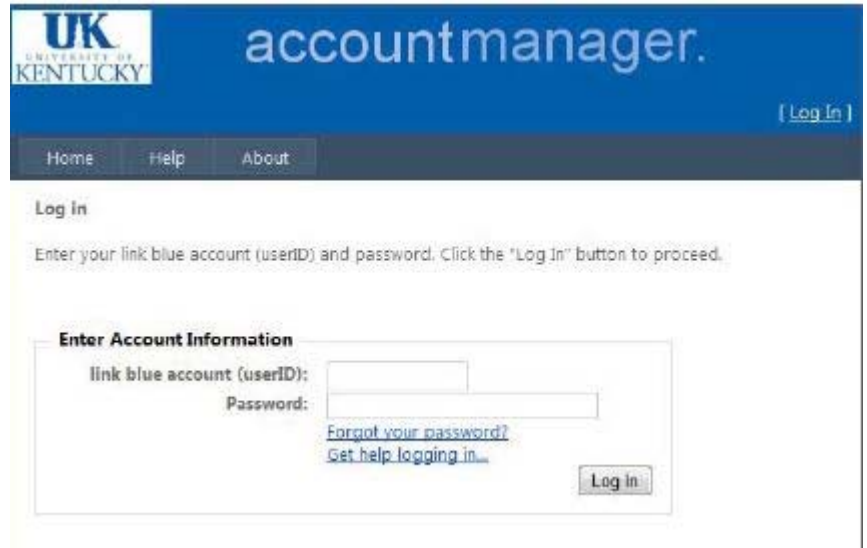 UK
UNIVERSITY OF
KENTUCKY
accountmanager.
[ Log In ]
Home Help About
Log in
Enter your link blue account (userID) and password. Click the "Log In" button to proceed.
Enter Account Information
link blue account (userID):
Password:
Forgot your password?
Get help logging in...
Log in